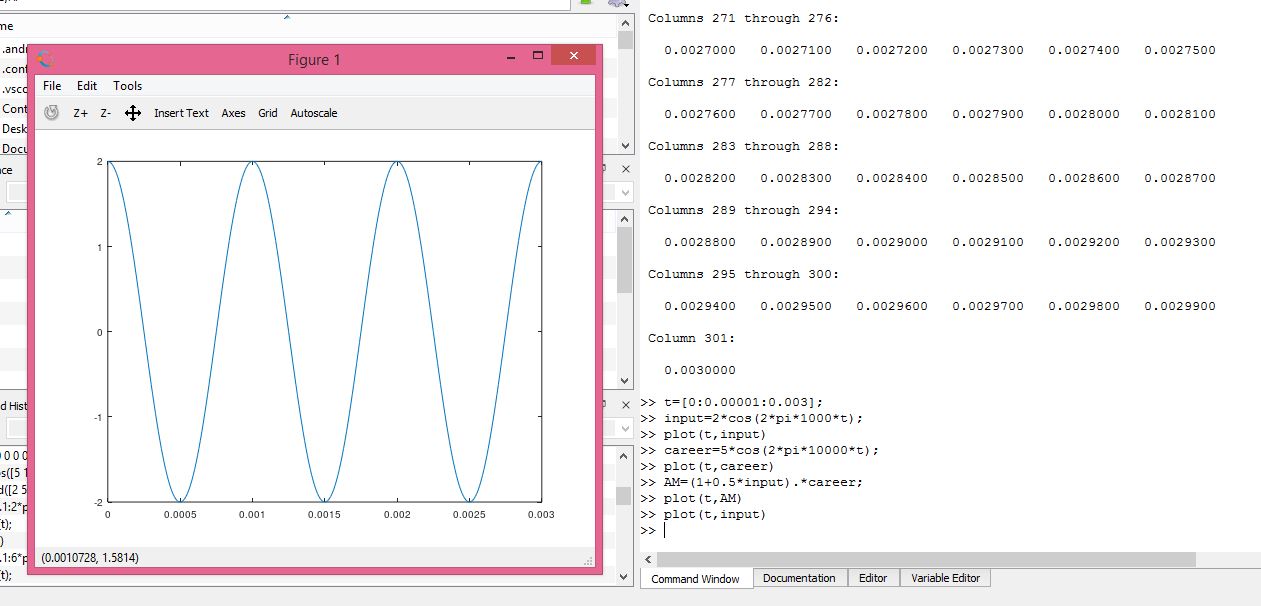 me
.vsco
Cont
Desk
Docu
Figure 1
File Edit Tools
Z+ Z- Insert Text Axes Grid Autoscale
2
1
0
-1
-2
0 0.0005 0.001 0.0015 0.002 0.0025 0.003
(0.0010728, 1.5814)
ce
d Hist
0 0 0
os([5 1
d([2 5
.1:2*p
(t);
)
.1:6*p
(t);
Columns 271 through 276:
0.0027000 0.0027100 0.0027200 0.0027300 0.0027400 0.0027500
Columns 277 through 282:
0.0027600 0.0027700 0.0027800 0.0027900 0.0028000 0.0028100
Columns 283 through 288:
0.0028200 0.0028300 0.0028400 0.0028500 0.0028600 0.0028700
Columns 289 through 294:
0.0028800 0.0028900 0.0029000 0.0029100 0.0029200 0.0029300
Columns 295 through 300:
0.0029400 0.0029500 0.0029600 0.0029700 0.0029800 0.0029900
Column 301:
0.0030000
>> t=[0:0.00001:0.003];
>> input=2*cos(2*pi*1000*t);
>> plot(t,input)
>> career=5*cos(2*pi*10000*t);
>> plot(t,career)
>> AM=(1+0.5*input).*career;
>> plot(t,AM)
>> plot(t,input)
>>
Command Window Documentation Editor Variable Editor